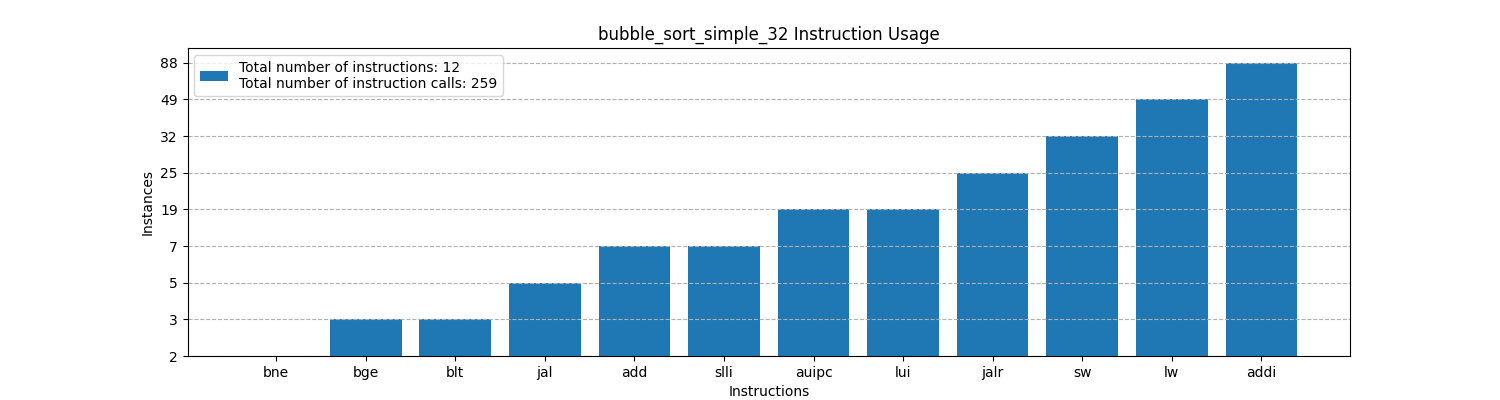 bubble_sort_simple_32 Instruction Usage
Total number of instructions: 12
Total number of instruction calls: 259
Instances
88
49
32
25
19
7
5
3
2
bne bge blt jal add slli auipc lui jalr sw lw addi
Instructions